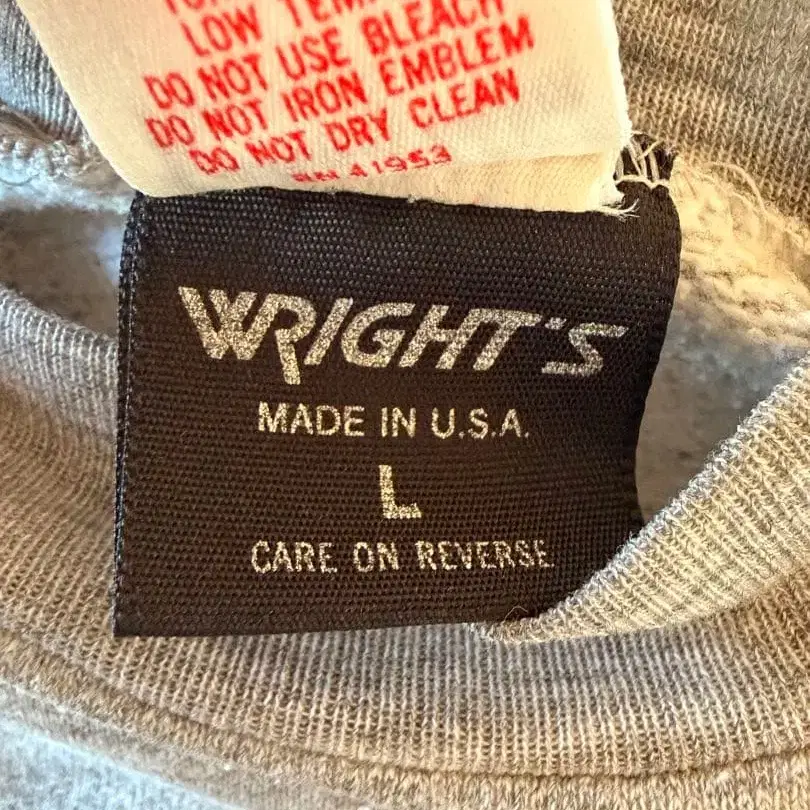 LOW
DO NOT USE BLEACH
DO NOT IRON EMBLEM
DO NOT DRY CLEAN
RN 41953
WRIGHT'S
MADE IN U.S.A.
L
CARE ON REVERSE